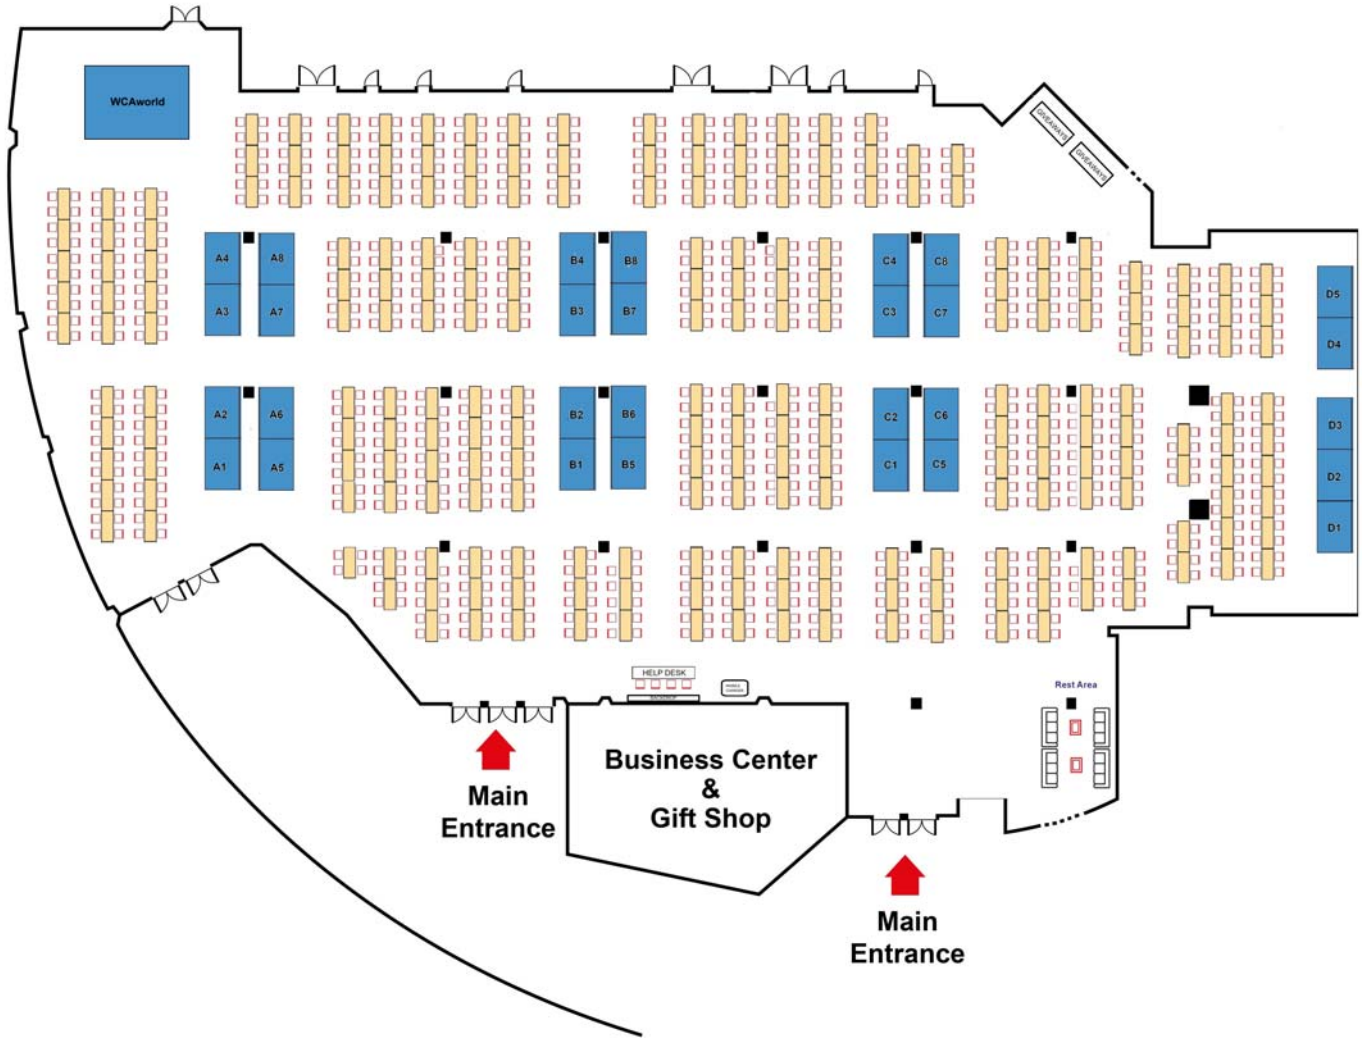 WCAworld
GIVEAWAYS
GIVEAWAYS
A4 A8 B4 B8 C4 C8
A3 A7 B3 B7 C3 C7
D5
D4
A2 A6 B2 B6 C2 C6
A1 A5 B1 B5 C1 C5
D3
D2
D1
HELP DESK
BACKDROP
Rest Area
Business Center
&
Gift Shop
Main
Entrance
Main
Entrance